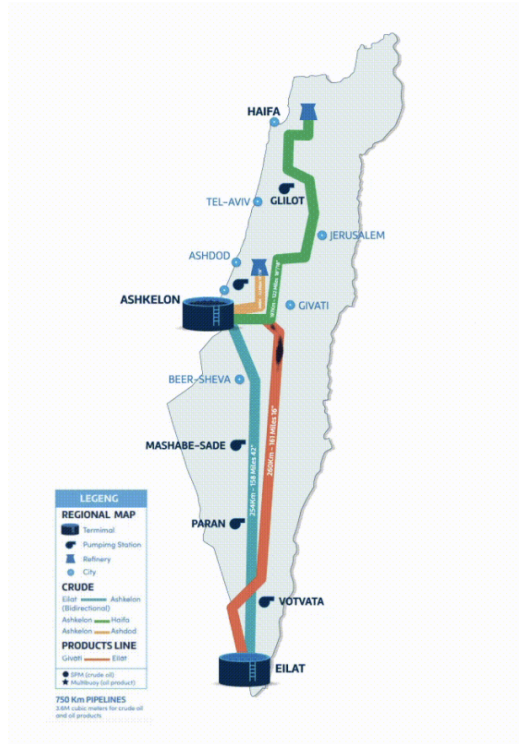 HAIFA
GLILOT
TEL-AVIV
JERUSALEM
ASHDOD
ASHKELON
GIVATI
BEER-SHEVA
MASHABE-SADE
254Km - 158 Miles 42"
260Km - 161 Miles 16"
PARAN
VOTVATA
EILAT
LEGENG
REGIONAL MAP
Termimal
Pumpimg Station
Refinery
City
CRUDE
Eilat Ashkelon
(Bidirectional)
Ashkelon Haifa
Ashkelon Ashdod
PRODUCTS LINE
Givati Eilat
SPM (crude oil)
Multibuoy (oil product)
750 Km PIPELINES
3.6M cubic meters for crude oil
and oil products